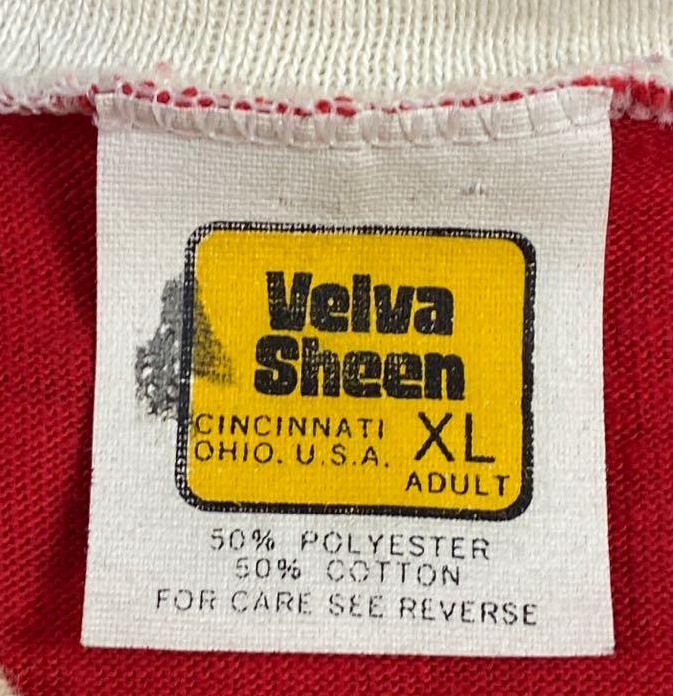 Velva
Sheen
CINCINNATI
OHIO. U.S.A.
XL
ADULT
50% POLYESTER
50% COTTON
FOR CARE SEE REVERSE